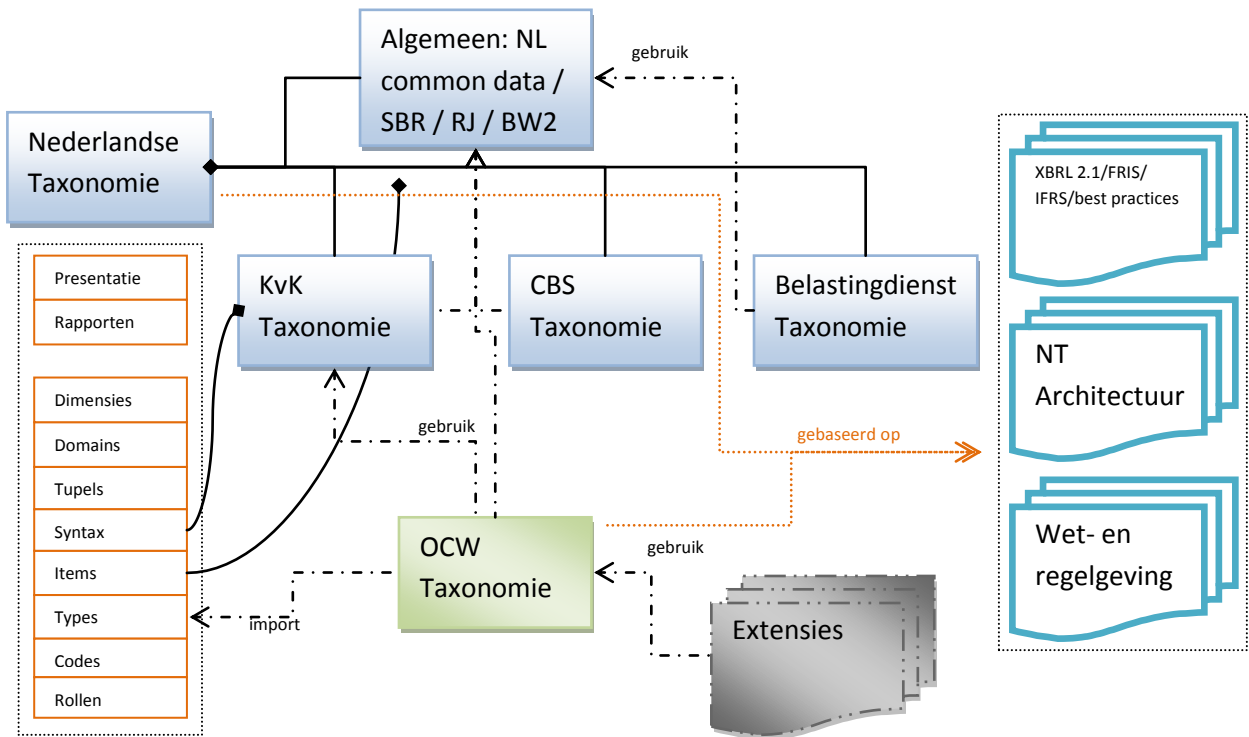 Algemeen: NL
common data /
SBR / RJ / BW2
gebruik
Nederlandse
Taxonomie
XBRL 2.1/FRIS/
IFRS/best practices
Presentatie
Rapporten
KvK
Taxonomie
CBS
Taxonomie
Belastingdienst
Taxonomie
NT
Architectuur
Dimensies
Domains
Tupels
Syntax
Items
Types
Codes
Rollen
gebruik
gebaseerd op
OCW
Taxonomie
gebruik
import
Extensies
Wet- en
regelgeving